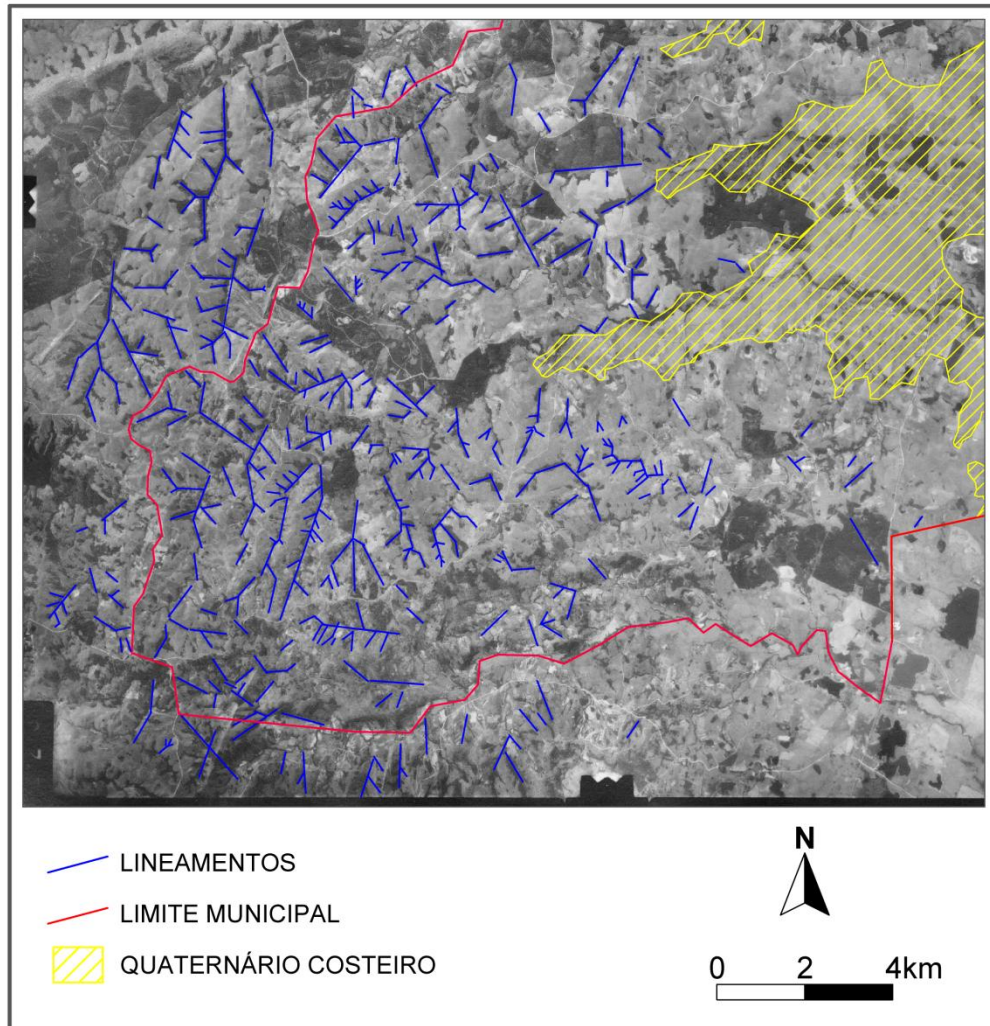 LINEAMENTOS
LIMITE MUNICIPAL
QUATERNÁRIO COSTEIRO
N
0 2 4km